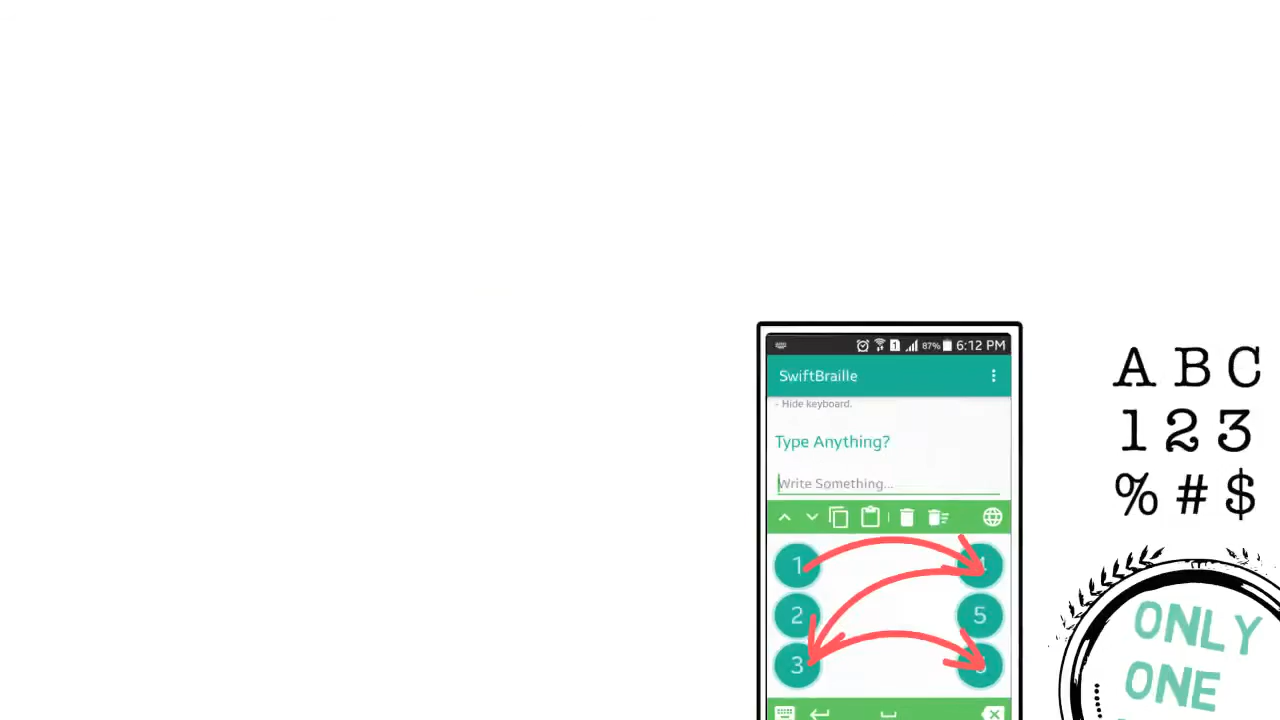 87% 6:12 PM
SwiftBraille
- Hide keyboard.
Type Anything?
Write Something...
1 4
2 5
3
A B C
1 2 3
% # $
ONLY
ONE